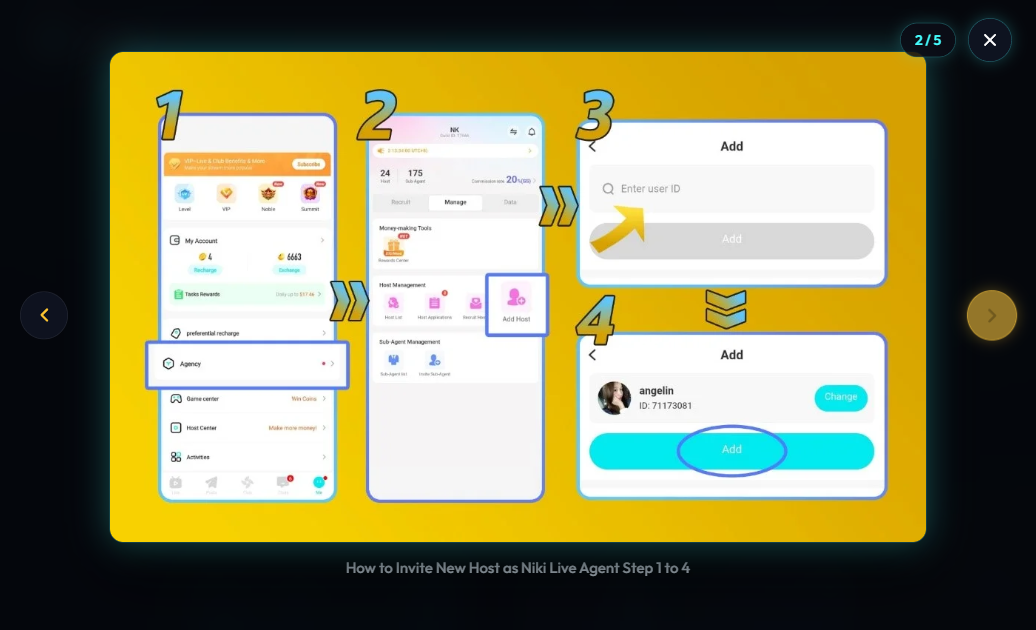 2/5
1
VIP-Live & Club Benefits & More
Subscribe
Level
VIP
Noble
Summit
My Account
4
6663
Recharge
Exchange
Tasks Rewards
preferential recharge
Agency
Game center
Win Coins
Host Center
Make more money!
Activities
2
NK
24
175
Host
Sub-Agent
20
Recruit
Manage
Data
Money-making Tools
Rewards Center
Host Management
Host List
Host Applications
Add Host
Sub-Agent Management
Sub-Agent list
Invite Sub-Agent
3
Add
Enter user ID
Add
4
Add
angelin
ID: 71173081
Change
Add
How to Invite New Host as Niki Live Agent Step 1 to 4